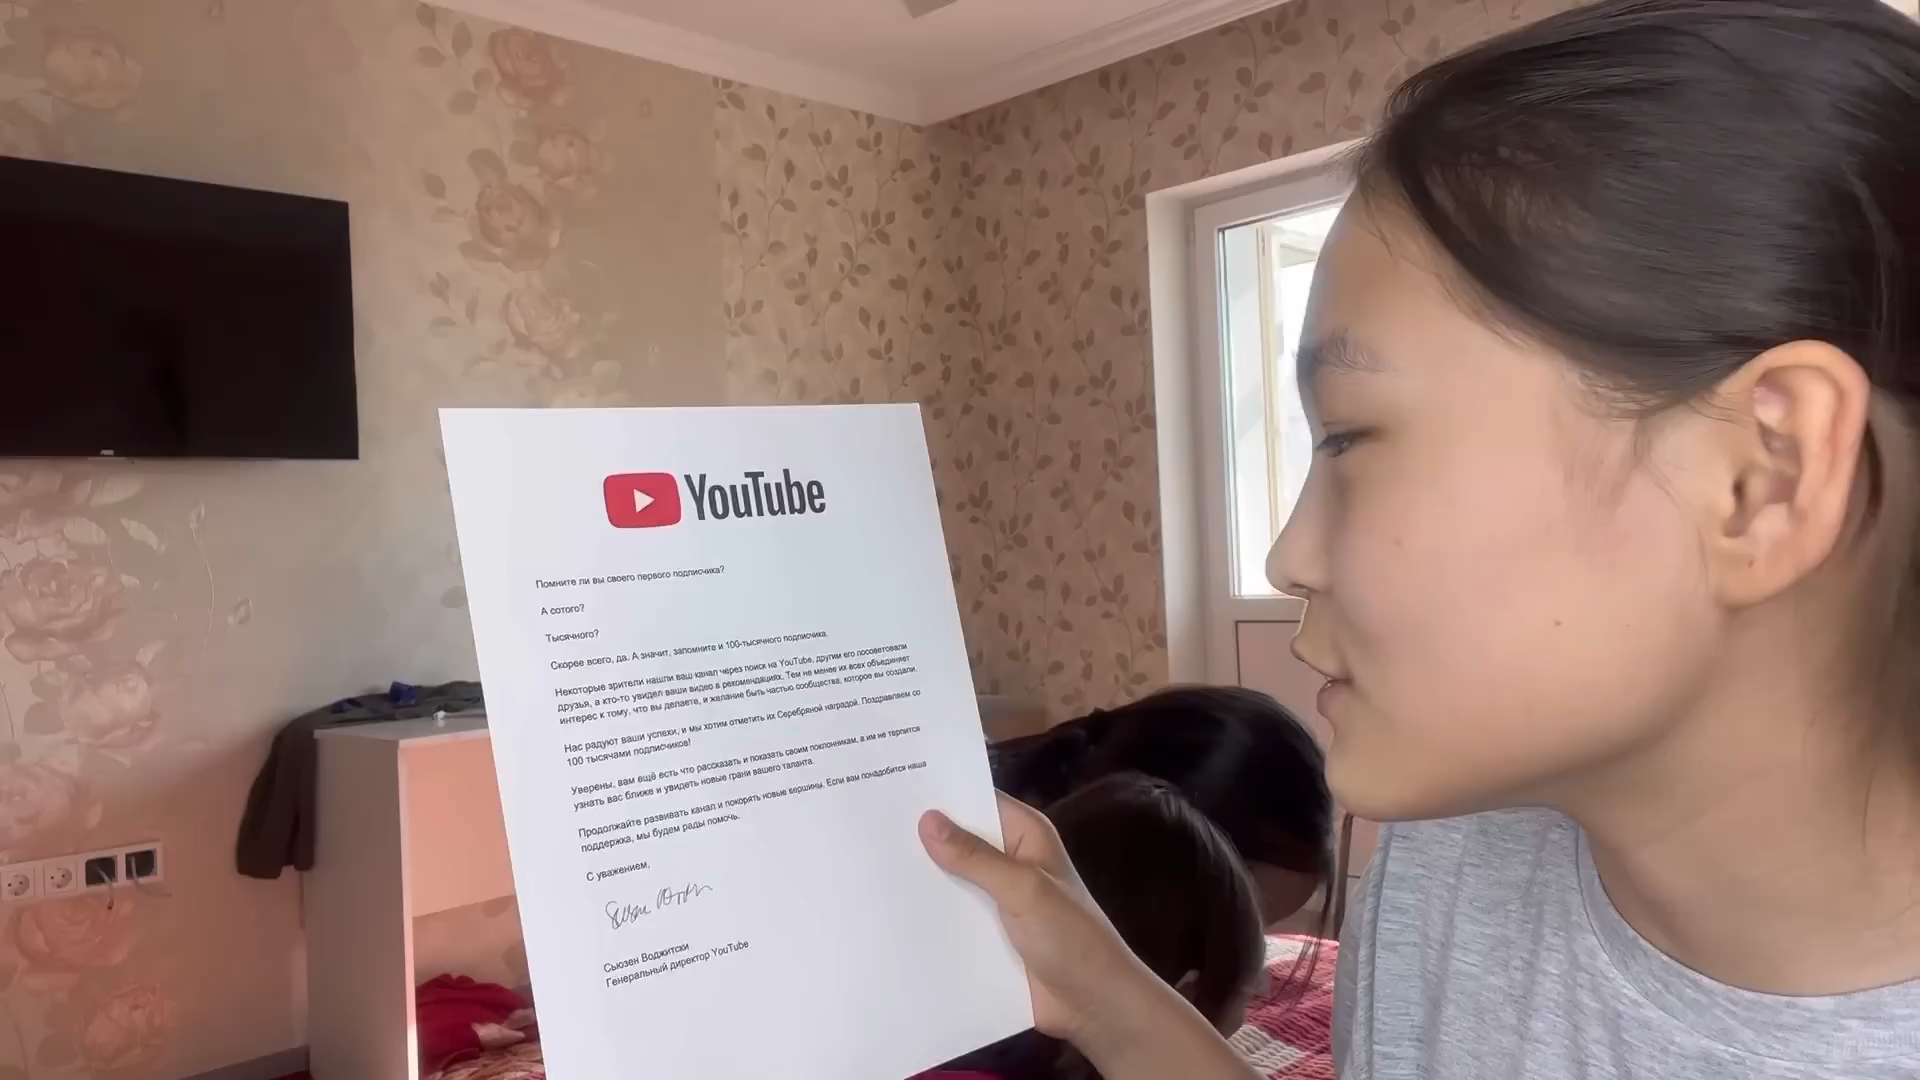 YouTube
Помните ли вы своего первого подписчика?
А сотого?
Тысячного?
Скорее всего, да. А значит, запомните и 100-тысячного подписчика.
Некоторые зрители нашли ваш канал через поиск на YouTube, другим его посоветовали
друзья, а кто-то увидел ваши видео в рекомендациях. Тем не менее их всех объединяет
интерес к тому, что вы делаете, и желание быть частью сообщества, которое вы создали.
Нас радуют ваши успехи, и мы хотим отметить их Серебряной наградой. Поздравляем со
100 тысячами подписчиков!
Уверены, вам ещё есть что рассказать и показать своим поклонникам, а им не терпится
узнать вас ближе и увидеть новые грани вашего таланта.
Продолжайте развивать канал и покорять новые вершины. Если вам понадобится наша
поддержка, мы будем рады помочь.
С уважением,
Сьюзен Воджитски
Генеральный директор YouTube